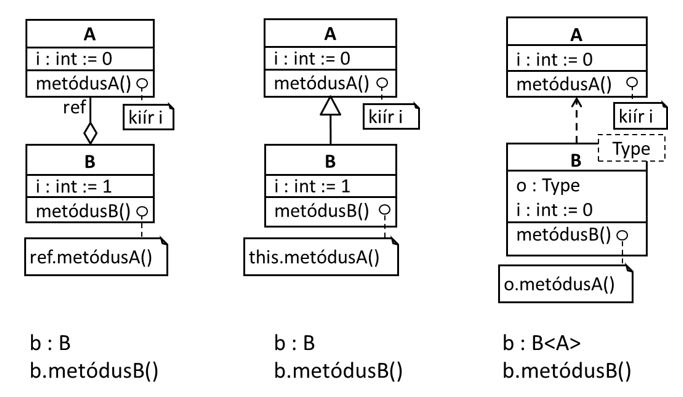 A
i : int := 0
metódusA()
kiír i
ref
B
i : int := 1
metódusB()
ref.metódusA()
b : B
b.metódusB()
A
i : int := 0
metódusA()
kiír i
B
i : int := 1
metódusB()
this.metódusA()
b : B
b.metódusB()
A
i : int := 0
metódusA()
kiír i
Type
B
o : Type
i : int := 0
metódusB()
o.metódusA()
b : B<A>
b.metódusB()